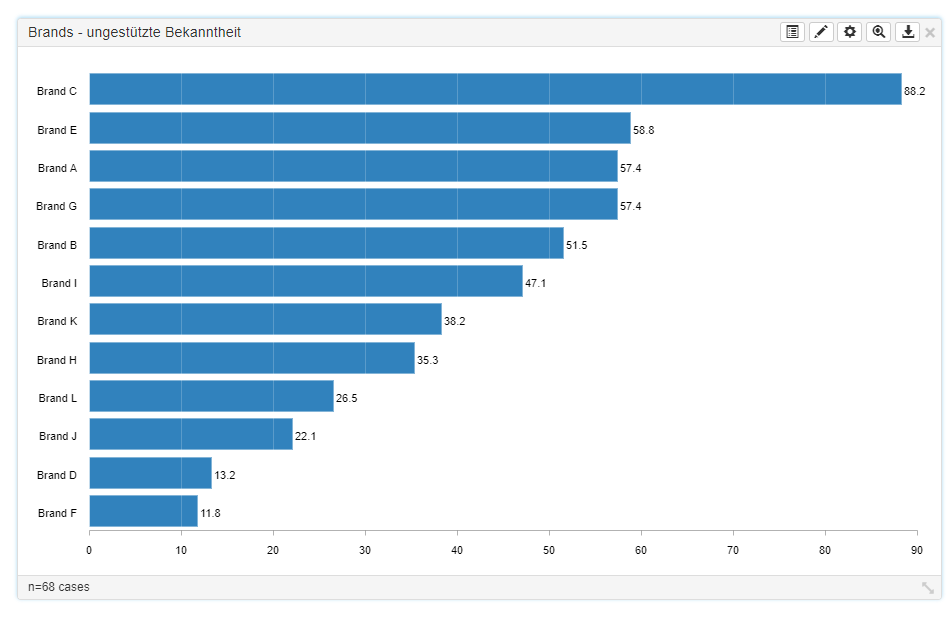 Brands - ungestützte Bekanntheit
Brand C 88.2
Brand E 58.8
Brand A 57.4
Brand G 57.4
Brand B 51.5
Brand I 47.1
Brand K 38.2
Brand H 35.3
Brand L 26.5
Brand J 22.1
Brand D 13.2
Brand F 11.8
0 10 20 30 40 50 60 70 80 90
n=68 cases